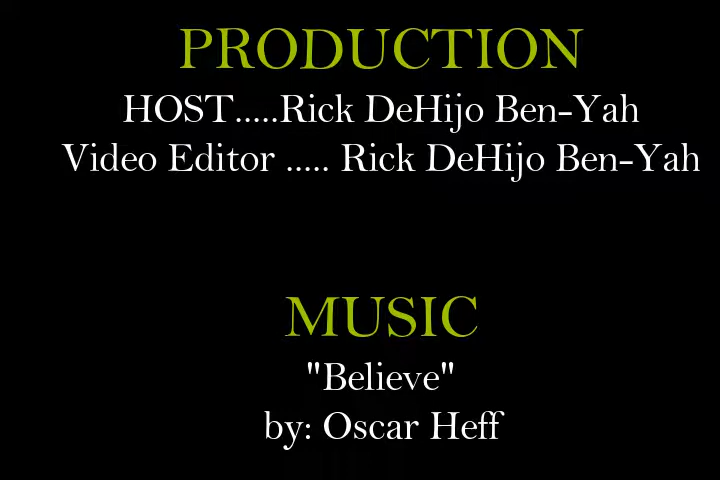 PRODUCTION
HOST.....Rick DeHijo Ben-Yah
Video Editor ..... Rick DeHijo Ben-Yah
MUSIC
"Believe"
by: Oscar Heff